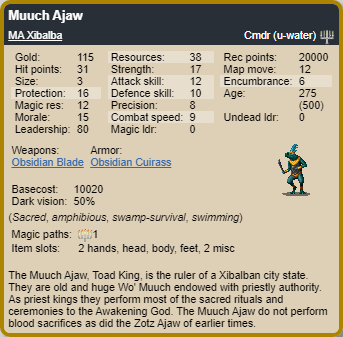 Muuch Ajaw
MA Xibalba Cmdr (u-water)
Gold: 115 Resources: 38 Rec points: 20000
Hit points: 31 Strength: 17 Map move: 12
Size: 3 Attack skill: 12 Encumbrance: 6
Protection: 16 Defence skill: 10 Age: 275
Magic res: 12 Precision: 8 (500)
Morale: 15 Combat speed: 9 Undead ldr: 0
Leadership: 80 Magic ldr: 0
Weapons: Armor:
Obsidian Blade Obsidian Cuirass
Basecost: 10020
Dark vision: 50%
(Sacred, amphibious, swamp-survival, swimming)
Magic paths: 1
Item slots: 2 hands, head, body, feet, 2 misc
The Muuch Ajaw, Toad King, is the ruler of a Xibalban city state.
They are old and huge Wo' Muuch endowed with priestly authority.
As priest kings they perform most of the sacred rituals and
ceremonies to the Awakening God. The Muuch Ajaw do not perform
blood sacrifices as did the Zotz Ajaw of earlier times.